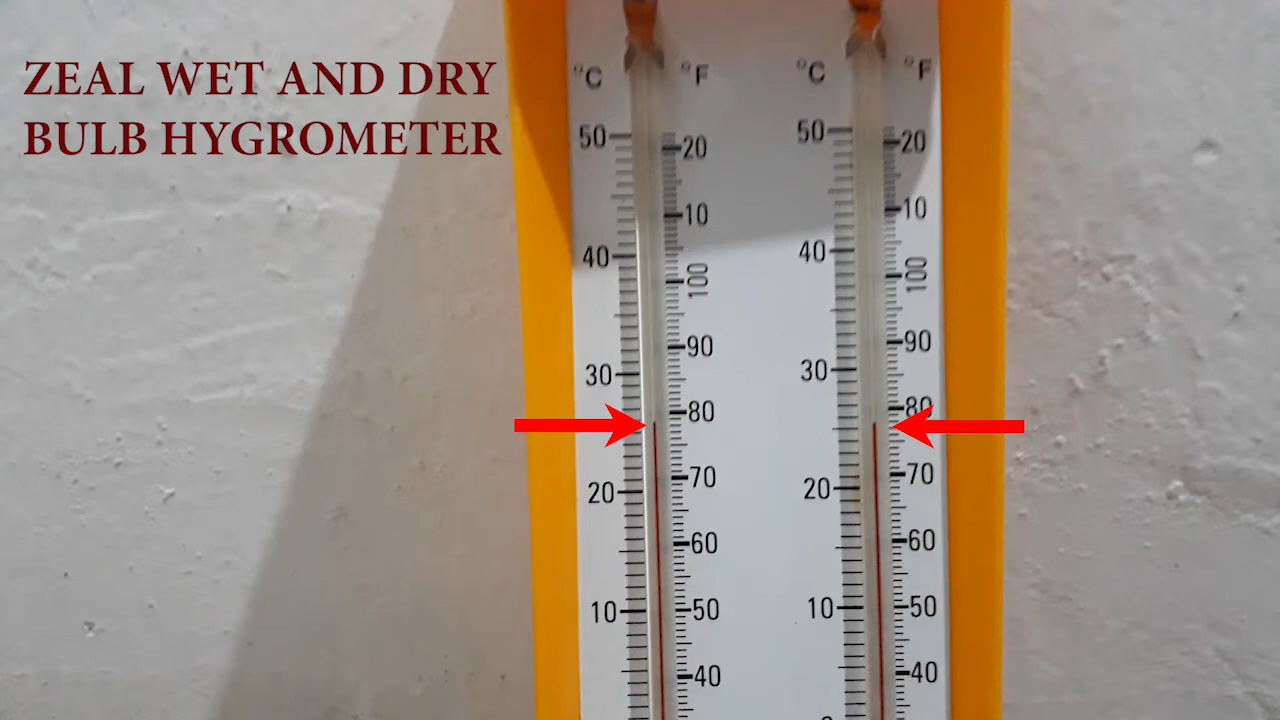 ZEAL WET AND DRY
BULB HYGROMETER
°C °F °C °F
50 20 50 20
10 10
40 100 40 100
90 90
30 30
80 80
20 70 20 70
60 60
10 50 10 50
40 40